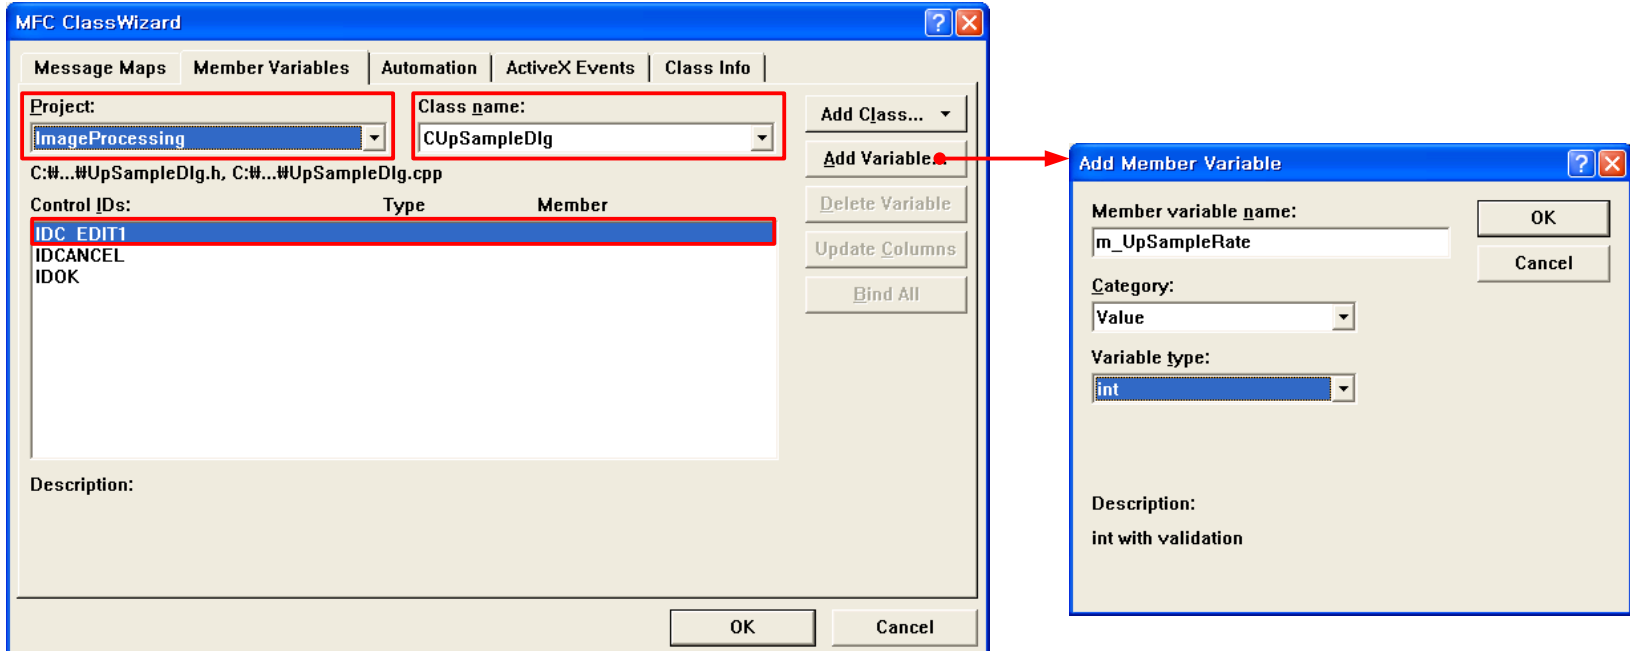 MFC ClassWizard
Message Maps
Member Variables
Automation
ActiveX Events
Class Info
Project:
Class name:
ImageProcessing
CUpSampleDlg
C:₩...₩UpSampleDlg.h, C:₩...₩UpSampleDlg.cpp
Control IDs:
Type
Member
IDC_EDIT1
IDCANCEL
IDOK
Description:
Add Class...
Add Variable...
Delete Variable
Update Columns
Bind All
OK
Cancel
Add Member Variable
Member variable name:
m_UpSampleRate
Category:
Value
Variable type:
int
Description:
int with validation
OK
Cancel